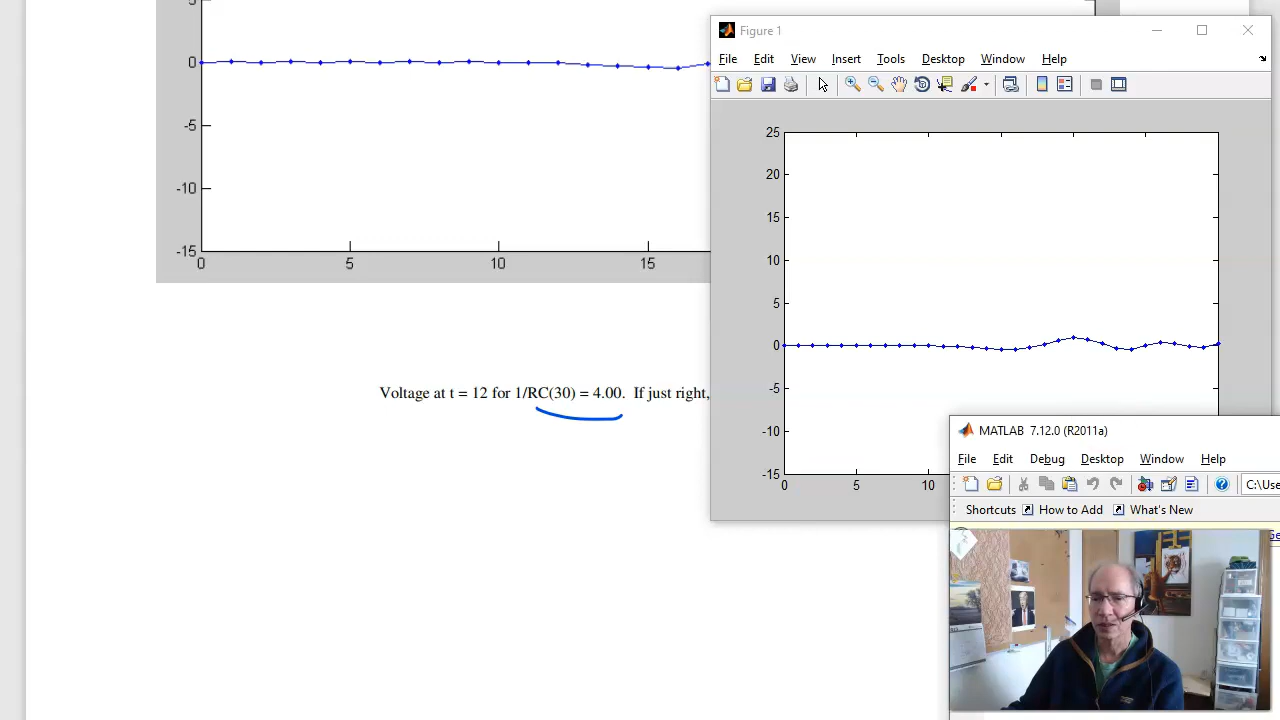 5
0
-5
-10
-15
0 5 10 15
Voltage at t = 12 for 1/RC(30) = 4.00.  If just right,
Figure 1
File Edit View Insert Tools Desktop Window Help
25
20
15
10
5
0
-5
-10
-15
0 5 10
MATLAB 7.12.0 (R2011a)
File Edit Debug Desktop Window Help
C:\Use
Shortcuts How to Add What's New
Ge